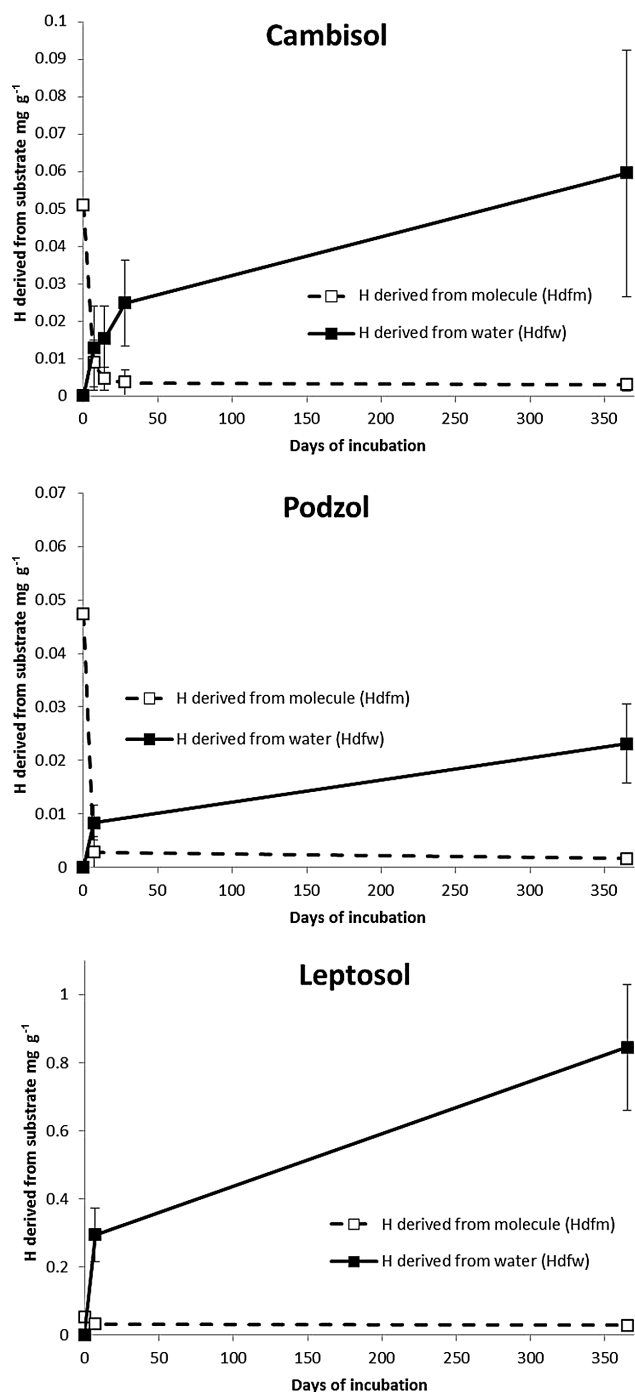 Cambisol
H derived from substrate mg g-1
0.1
0.09
0.08
0.07
0.06
0.05
0.04
0.03
0.02
0.01
0
H derived from molecule (Hdfm)
H derived from water (Hdfw)
0 50 100 150 200 250 300 350
Days of incubation
Podzol
H derived from substrate mg g-1
0.07
0.06
0.05
0.04
0.03
0.02
0.01
0
H derived from molecule (Hdfm)
H derived from water (Hdfw)
0 50 100 150 200 250 300 350
Days of incubation
Leptosol
H derived from substrate mg g-1
1
0.8
0.6
0.4
0.2
0
H derived from molecule (Hdfm)
H derived from water (Hdfw)
0 50 100 150 200 250 300 350
Days of incubation